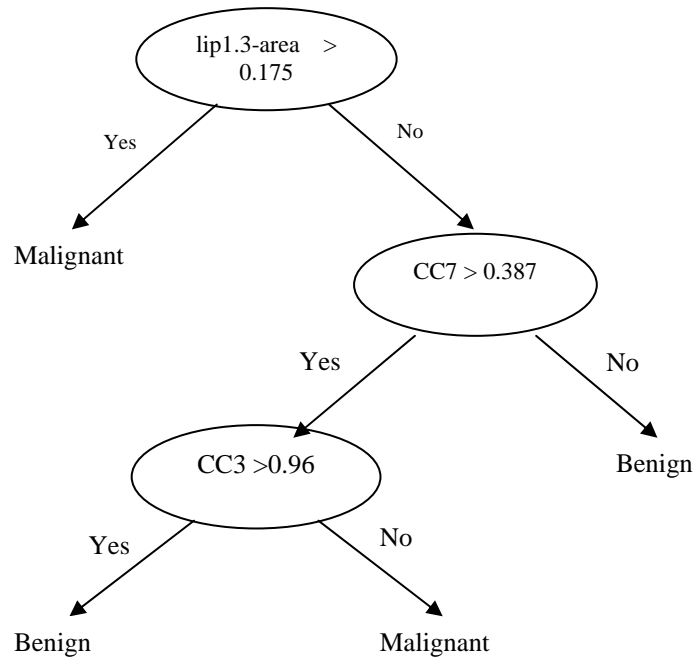 lip1.3-area >
0.175
Yes
No
Malignant
CC7 > 0.387
Yes
No
Benign
CC3 >0.96
Yes
No
Benign
Malignant